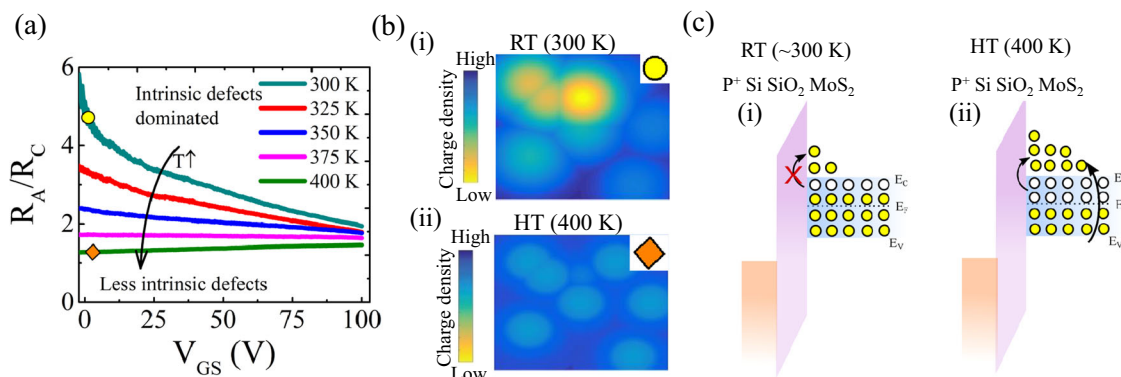 (a)
6
4
2
0
R_A/R_C
Intrinsic defects
dominated
T↑
300 K
325 K
350 K
375 K
400 K
Less intrinsic defects
0 25 50 75 100
V_GS (V)
(b)
(i)
RT (300 K)
High
Charge density
Low
(ii)
HT (400 K)
High
Charge density
Low
(c)
RT (~300 K)
P⁺ Si SiO₂ MoS₂
(i)
X
E_C
E_F
E_V
HT (400 K)
P⁺ Si SiO₂ MoS₂
(ii)
E
E